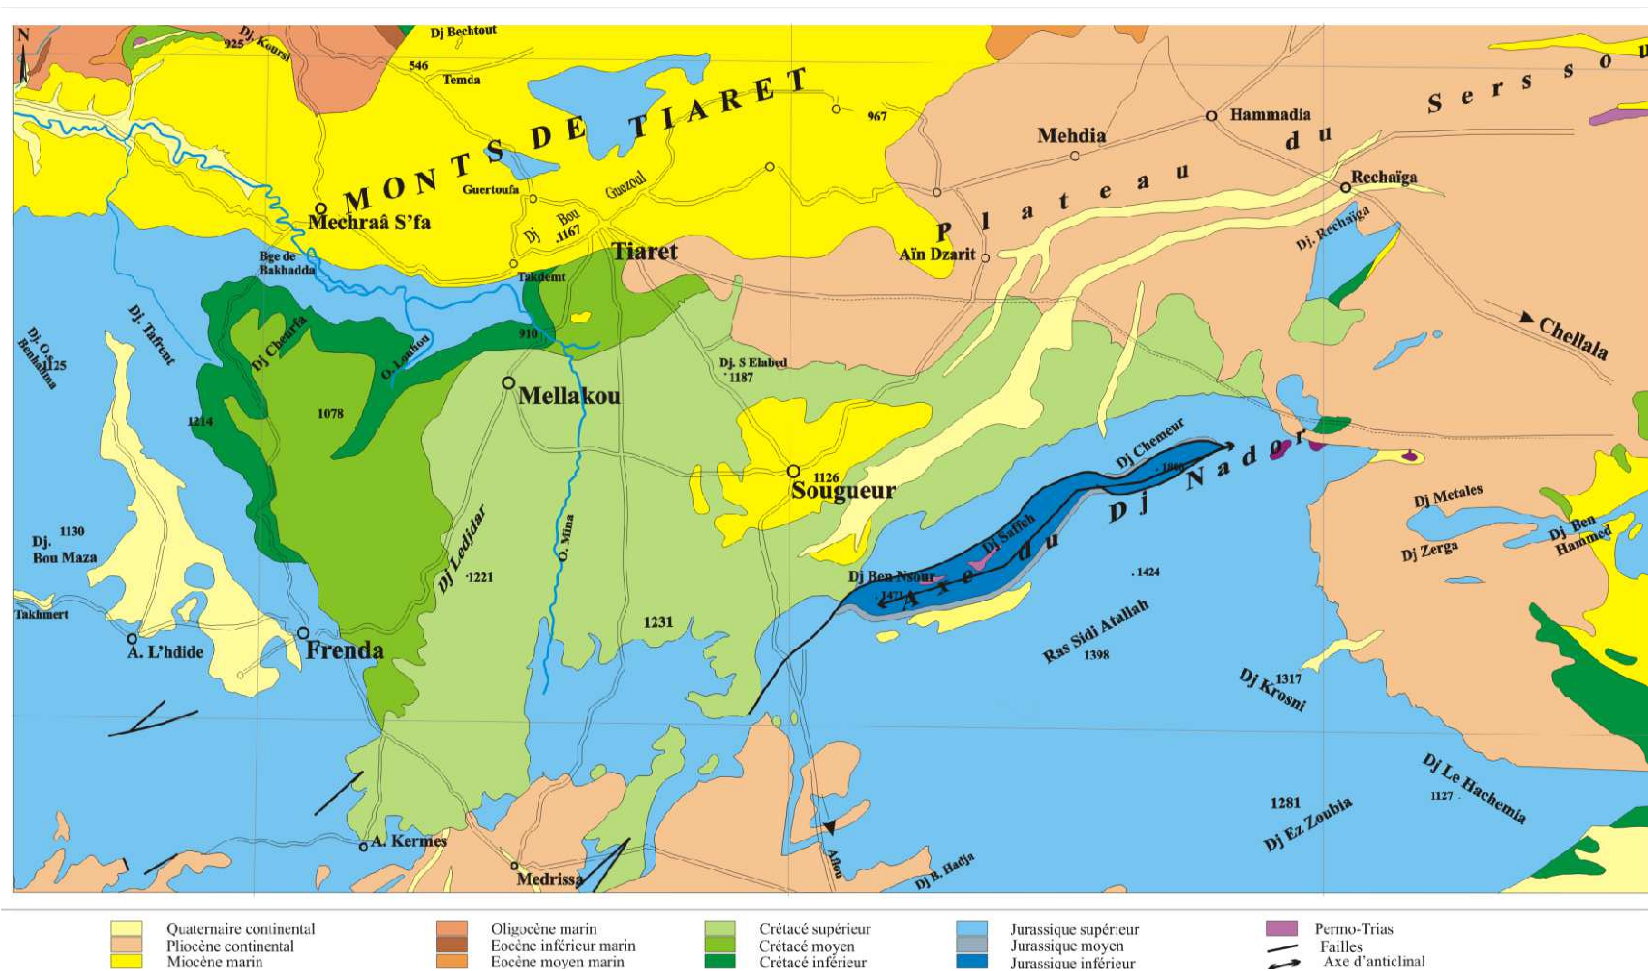 N
925
Dj. Koursi
Dj Bechtout
546
Temda
MONTS DE TIARET
967
Plateau du Serssou
Hammadia
Mehdia
Rechaïga
Dj. Rechaïga
Guertoufa
Guezoul
Dj Bou
.1167
Mechraâ S'fa
Tiaret
Aïn Dzarit
Bge de
Bakhadda
Takdemt
Chellala
Dj. Tafrent
1125
Dj Cheurfa
O. Louhou
910
Dj. S Elabed
1187
Mellakou
1214
1078
Dj Chemeur
Axe du Dj Nador
1126
Sougueur
Dj Metales
Dj Ben
Hammed
Dj Zerga
1130
Dj.
Bou Maza
O. Mina
Dj Saffeh
Dj Ledjdar
.1221
Dj Ben Nsour
1471
.1424
Takhmert
1231
Ras Sidi Atallah
1398
A. L'hdide
Frenda
1317
Dj Krosni
Dj Le Hachemia
1127 .
1281
Dj Ez Zoubia
A. Kermes
Medrissa
Aflou
Dj B. Hadja
Quaternaire continental
Pliocène continental
Miocène marin
Oligocène marin
Eocène inférieur marin
Eocène moyen marin
Crétacé supérieur
Crétacé moyen
Crétacé inférieur
Jurassique supérieur
Jurassique moyen
Jurassique inférieur
Permo-Trias
Failles
Axe d'anticlinal